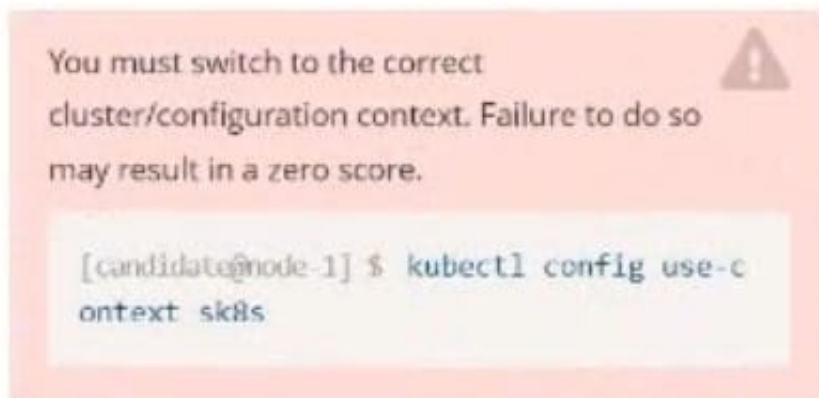 You must switch to the correct
cluster/configuration context. Failure to do so
may result in a zero score.
[candidate@node-1] $ kubectl config use-c
ontext sk8s